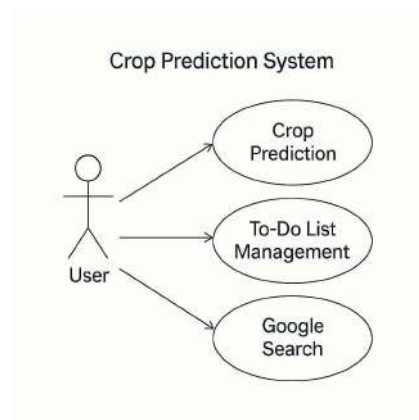 Crop Prediction System
Crop
Prediction
To-Do List
Management
User
Google
Search